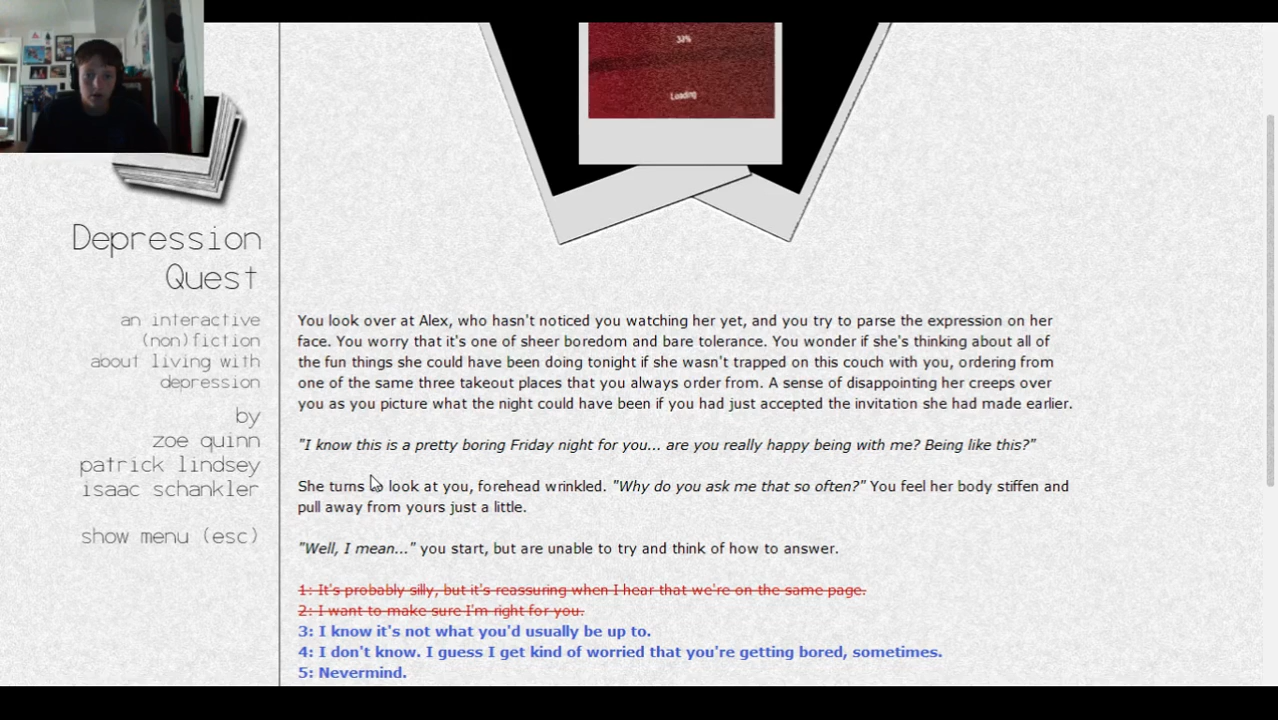 32%
Loading
Depression
Quest
an interactive
(non)fiction
about living with
depression
by
zoe quinn
patrick lindsey
isaac schankler
show menu (esc)
You look over at Alex, who hasn't noticed you watching her yet, and you try to parse the expression on her
face. You worry that it's one of sheer boredom and bare tolerance. You wonder if she's thinking about all of
the fun things she could have been doing tonight if she wasn't trapped on this couch with you, ordering from
one of the same three takeout places that you always order from. A sense of disappointing her creeps over
you as you picture what the night could have been if you had just accepted the invitation she had made earlier.
"I know this is a pretty boring Friday night for you... are you really happy being with me? Being like this?"
She turns to look at you, forehead wrinkled. "Why do you ask me that so often?" You feel her body stiffen and
pull away from yours just a little.
"Well, I mean..." you start, but are unable to try and think of how to answer.
1: It's probably silly, but it's reassuring when I hear that we're on the same page.
2: I want to make sure I'm right for you.
3: I know it's not what you'd usually be up to.
4: I don't know. I guess I get kind of worried that you're getting bored, sometimes.
5: Nevermind.